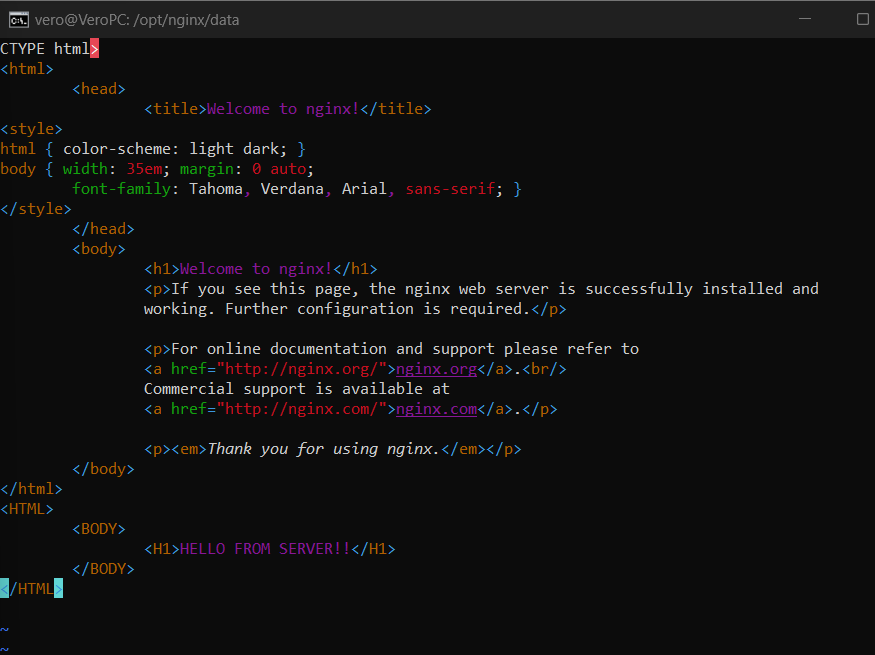 vero@VeroPC: /opt/nginx/data
CTYPE html>
<html>
<head>
<title>Welcome to nginx!</title>
<style>
html { color-scheme: light dark; }
body { width: 35em; margin: 0 auto;
font-family: Tahoma, Verdana, Arial, sans-serif; }
</style>
</head>
<body>
<h1>Welcome to nginx!</h1>
<p>If you see this page, the nginx web server is successfully installed and
working. Further configuration is required.</p>
<p>For online documentation and support please refer to
<a href="http://nginx.org/">nginx.org</a>.<br/>
Commercial support is available at
<a href="http://nginx.com/">nginx.com</a>.</p>
<p><em>Thank you for using nginx.</em></p>
</body>
</html>
<HTML>
<BODY>
<H1>HELLO FROM SERVER!!</H1>
</BODY>
</HTML>
~
~